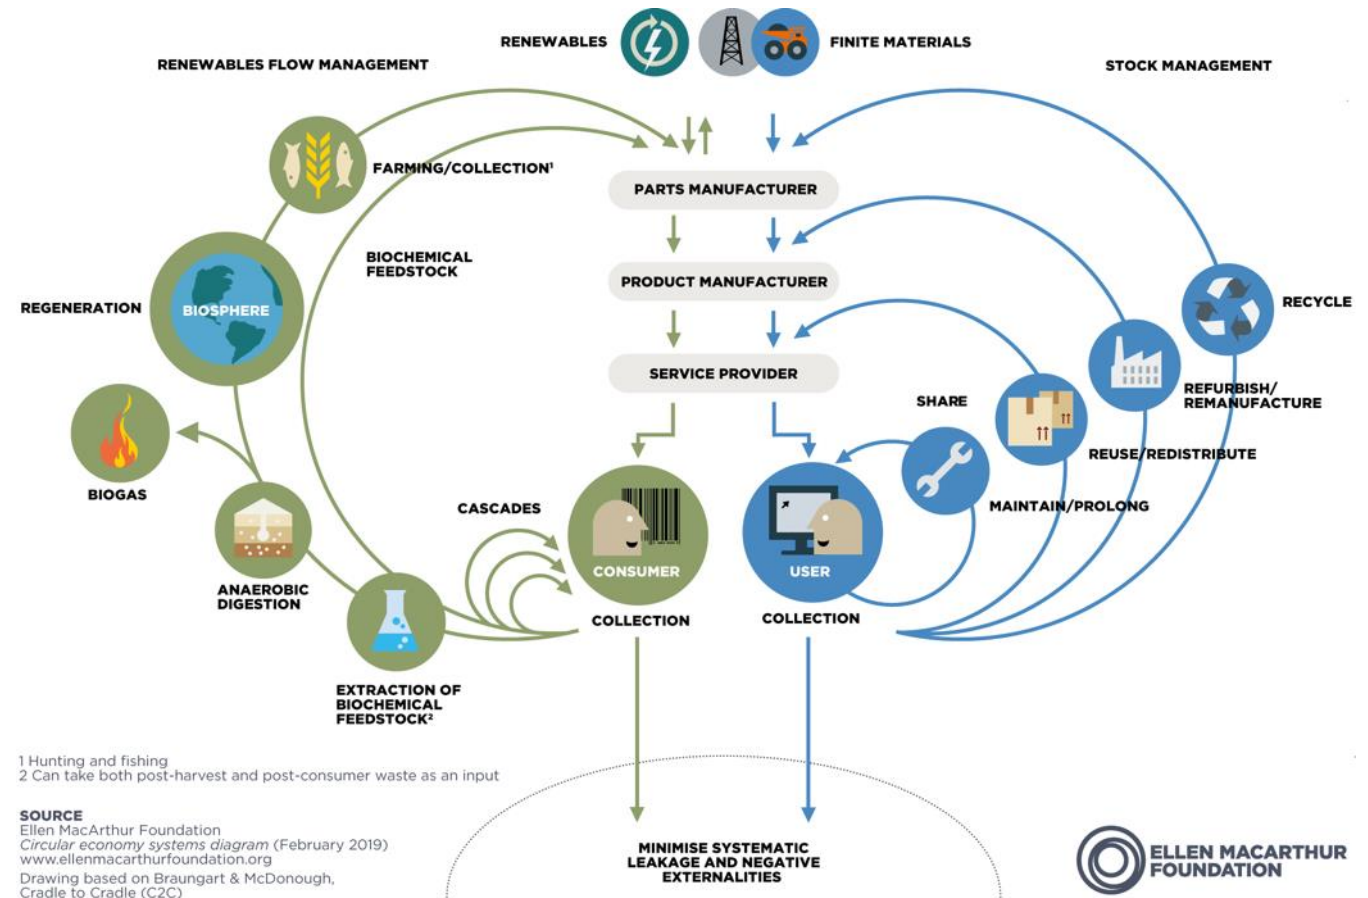 RENEWABLES
FINITE MATERIALS
RENEWABLES FLOW MANAGEMENT
STOCK MANAGEMENT
FARMING/COLLECTION¹
PARTS MANUFACTURER
BIOCHEMICAL
FEEDSTOCK
PRODUCT MANUFACTURER
REGENERATION
BIOSPHERE
RECYCLE
SERVICE PROVIDER
SHARE
REFURBISH/
REMANUFACTURE
REUSE/REDISTRIBUTE
BIOGAS
CASCADES
MAINTAIN/PROLONG
CONSUMER
USER
ANAEROBIC
DIGESTION
COLLECTION
COLLECTION
EXTRACTION OF
BIOCHEMICAL
FEEDSTOCK²
1 Hunting and fishing
2 Can take both post-harvest and post-consumer waste as an input
SOURCE
Ellen MacArthur Foundation
Circular economy systems diagram (February 2019)
www.ellenmacarthurfoundation.org
Drawing based on Braungart & McDonough,
Cradle to Cradle (C2C)
MINIMISE SYSTEMATIC
LEAKAGE AND NEGATIVE
EXTERNALITIES
ELLEN MACARTHUR
FOUNDATION